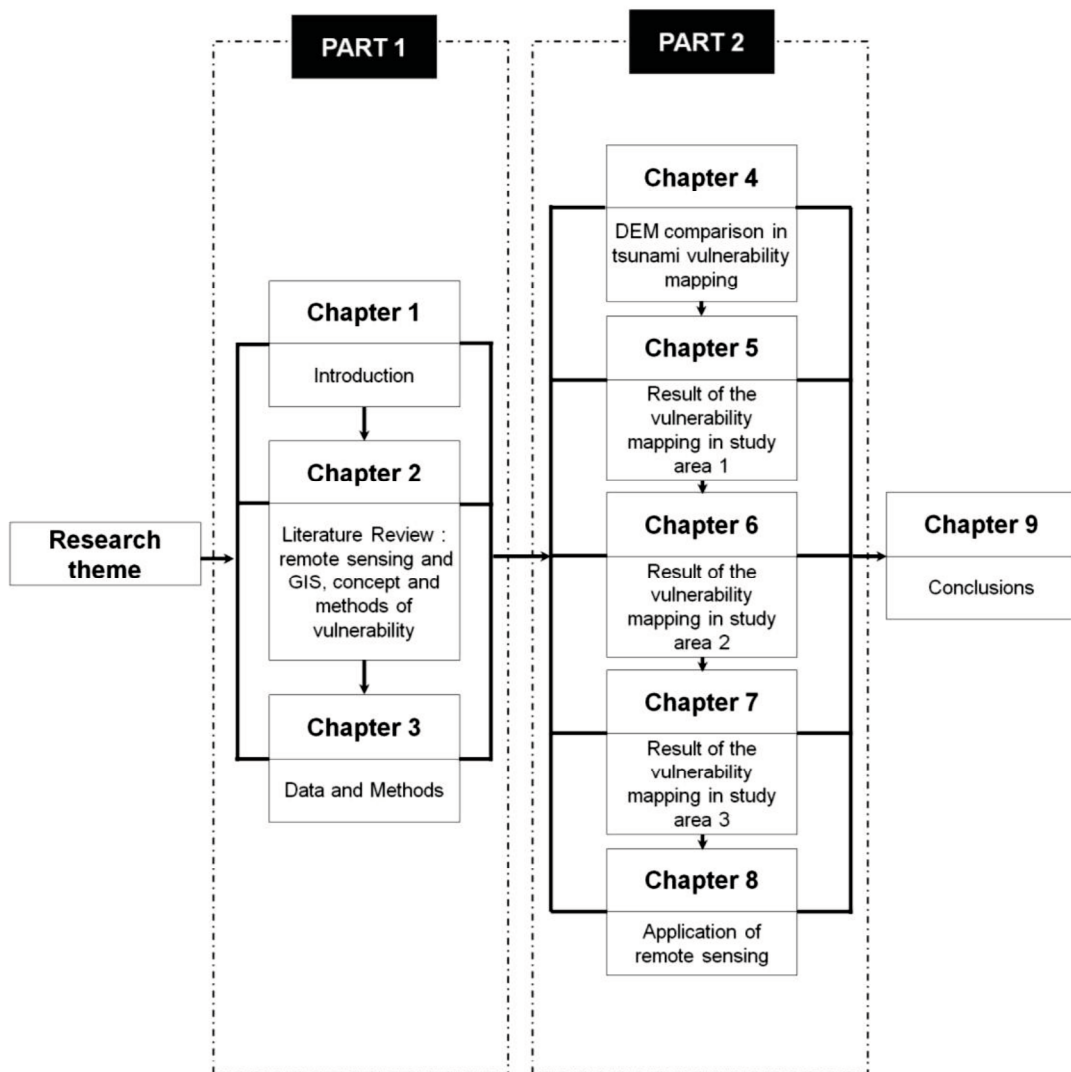 PART 1
PART 2
Research
theme
Chapter 1
Introduction
Chapter 2
Literature Review :
remote sensing and
GIS, concept and
methods of
vulnerability
Chapter 3
Data and Methods
Chapter 4
DEM comparison in
tsunami vulnerability
mapping
Chapter 5
Result of the
vulnerability
mapping in study
area 1
Chapter 6
Result of the
vulnerability
mapping in study
area 2
Chapter 7
Result of the
vulnerability
mapping in study
area 3
Chapter 8
Application of
remote sensing
Chapter 9
Conclusions